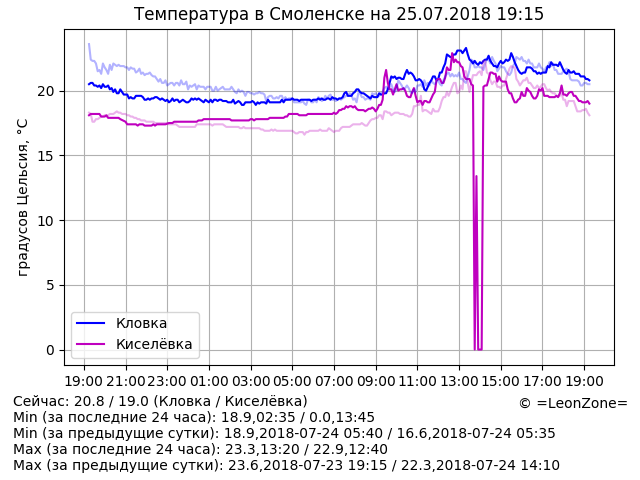 Температура в Смоленске на 25.07.2018 19:15
градусов Цельсия, °C
20
15
10
5
0
Кловка
Киселёвка
19:00 21:00 23:00 01:00 03:00 05:00 07:00 09:00 11:00 13:00 15:00 17:00 19:00
Сейчас: 20.8 / 19.0 (Кловка / Киселёвка)
© =LeonZone=
Min (за последние 24 часа): 18.9,02:35 / 0.0,13:45
Min (за предыдущие сутки): 18.9,2018-07-24 05:40 / 16.6,2018-07-24 05:35
Max (за последние 24 часа): 23.3,13:20 / 22.9,12:40
Max (за предыдущие сутки): 23.6,2018-07-23 19:15 / 22.3,2018-07-24 14:10